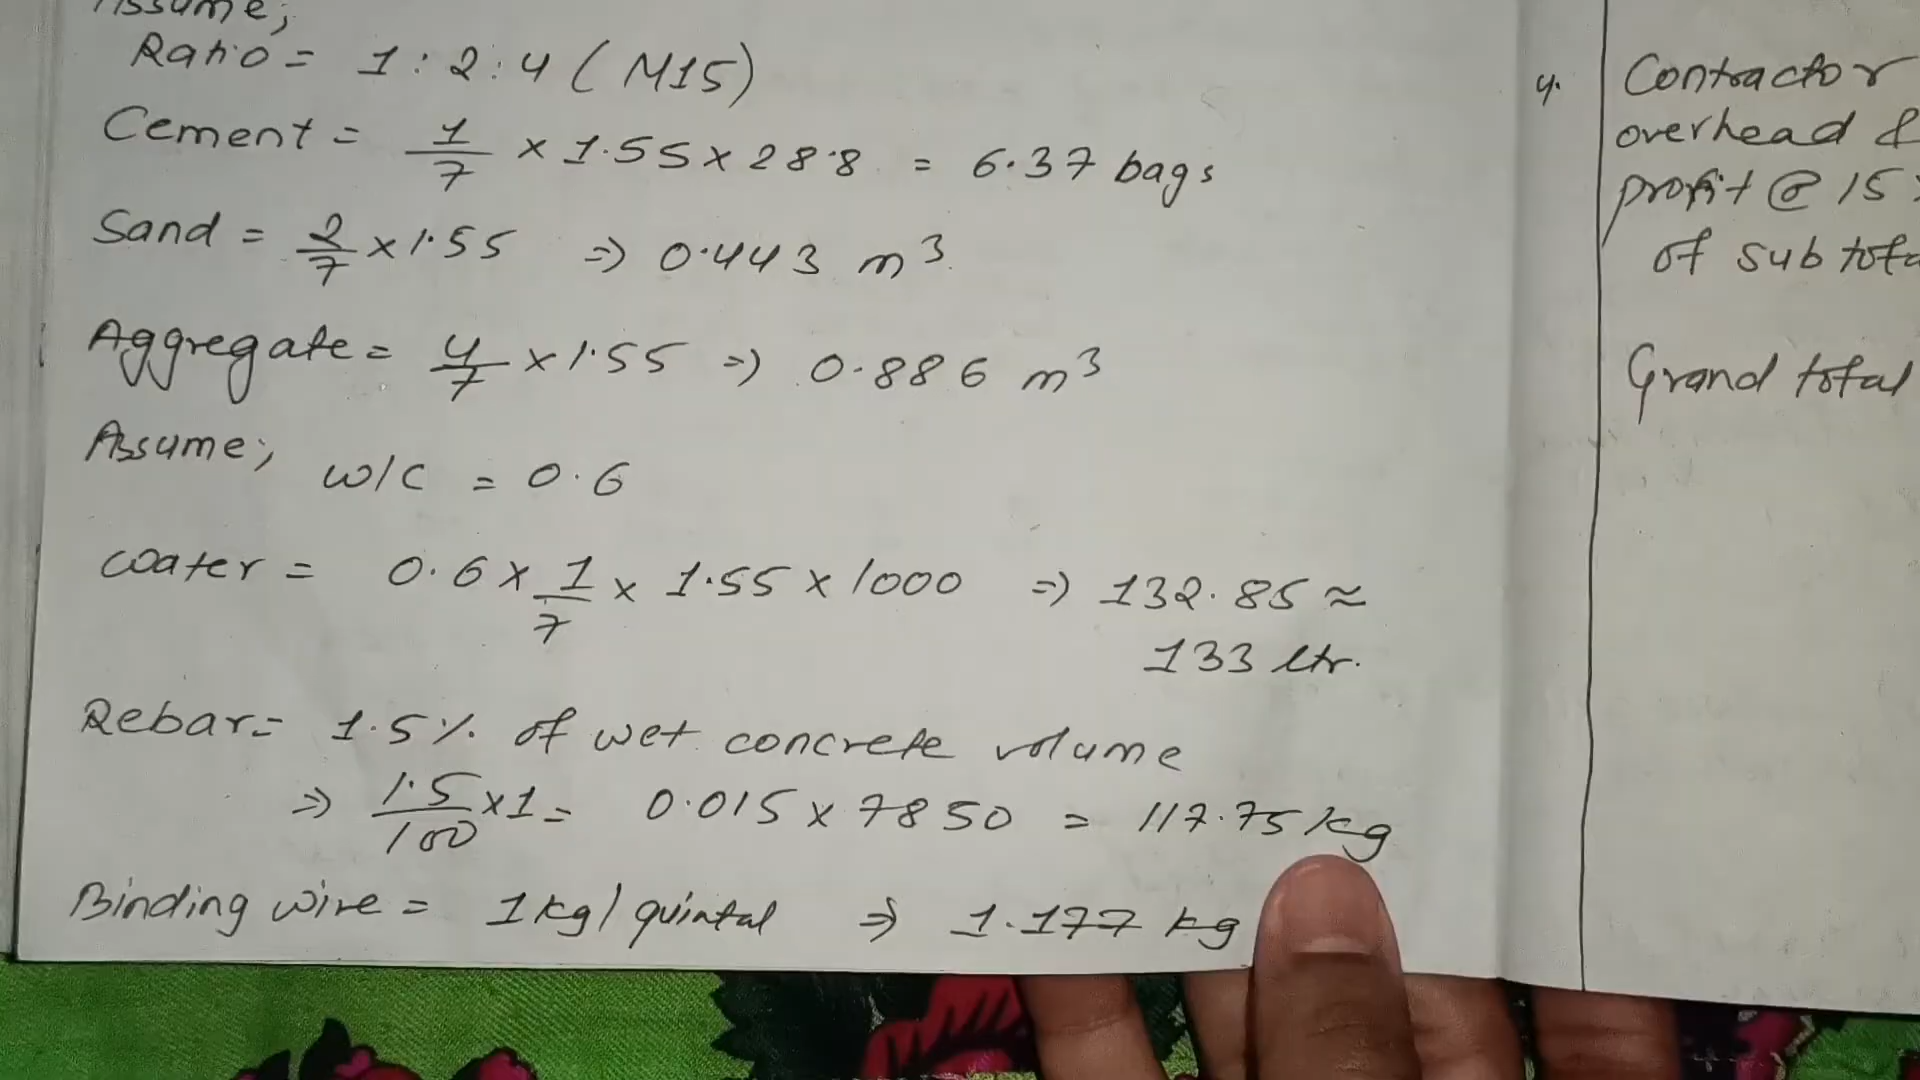 Assume;
Ratio = 1:2:4 (M15)
Cement = 1/7 x 1.55 x 28.8 = 6.37 bags
Sand = 2/7 x 1.55 => 0.443 m³
Aggregate = 4/7 x 1.55 => 0.886 m³
Assume; w/c = 0.6
Water = 0.6 x 1/7 x 1.55 x 1000 => 132.85 ≈
133 ltr.
Rebar = 1.5% of wet concrete volume
=> 1.5/100 x 1 = 0.015 x 7850 = 117.75 kg
Binding wire = 1 kg/quintal => 1.177 kg
4. Contractor
overhead &
profit @ 15
of sub
Grand total